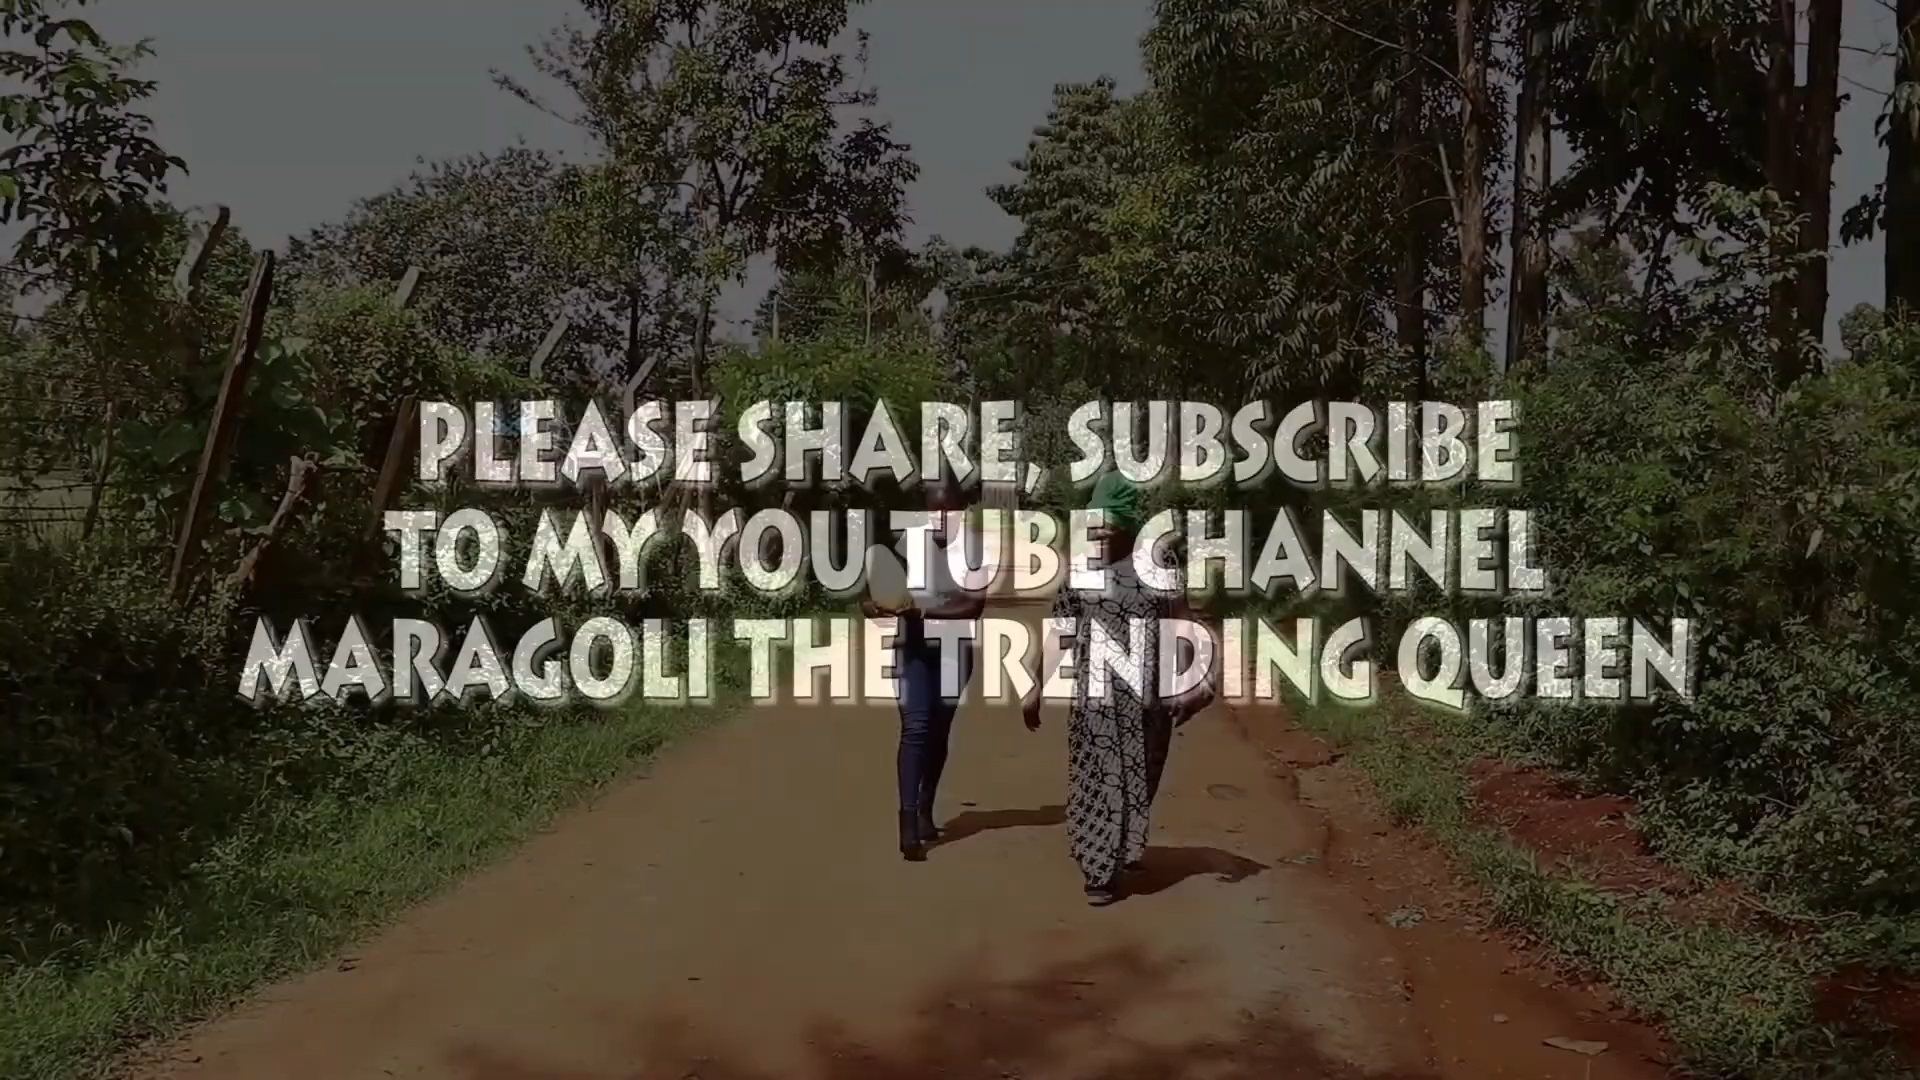 PLEASE SHARE, SUBSCRIBE
TO MY YOU TUBE CHANNEL
MARAGOLI THE TRENDING QUEEN